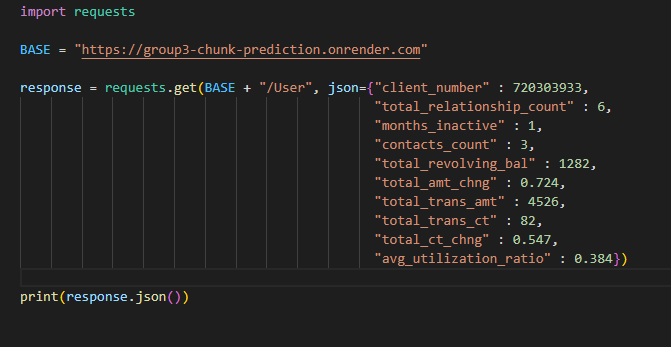 import requests
BASE = "https://group3-chunk-prediction.onrender.com"
response = requests.get(BASE + "/User", json={"client_number" : 720303933,
"total_relationship_count" : 6,
"months_inactive" : 1,
"contacts_count" : 3,
"total_revolving_bal" : 1282,
"total_amt_chng" : 0.724,
"total_trans_amt" : 4526,
"total_trans_ct" : 82,
"total_ct_chng" : 0.547,
"avg_utilization_ratio" : 0.384})
print(response.json())